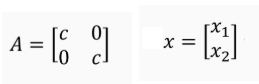 A = [c 0
0 c] x = [x₁
x₂]